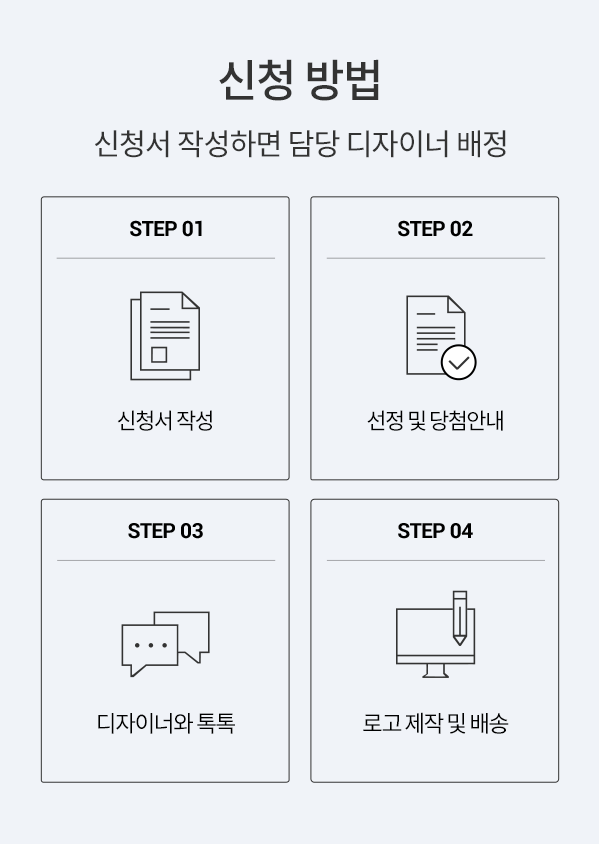 신청 방법
신청서 작성하면 담당 디자이너 배정
STEP 01
신청서 작성
STEP 02
선정 및 당첨안내
STEP 03
디자이너와 톡톡
STEP 04
로고 제작 및 배송